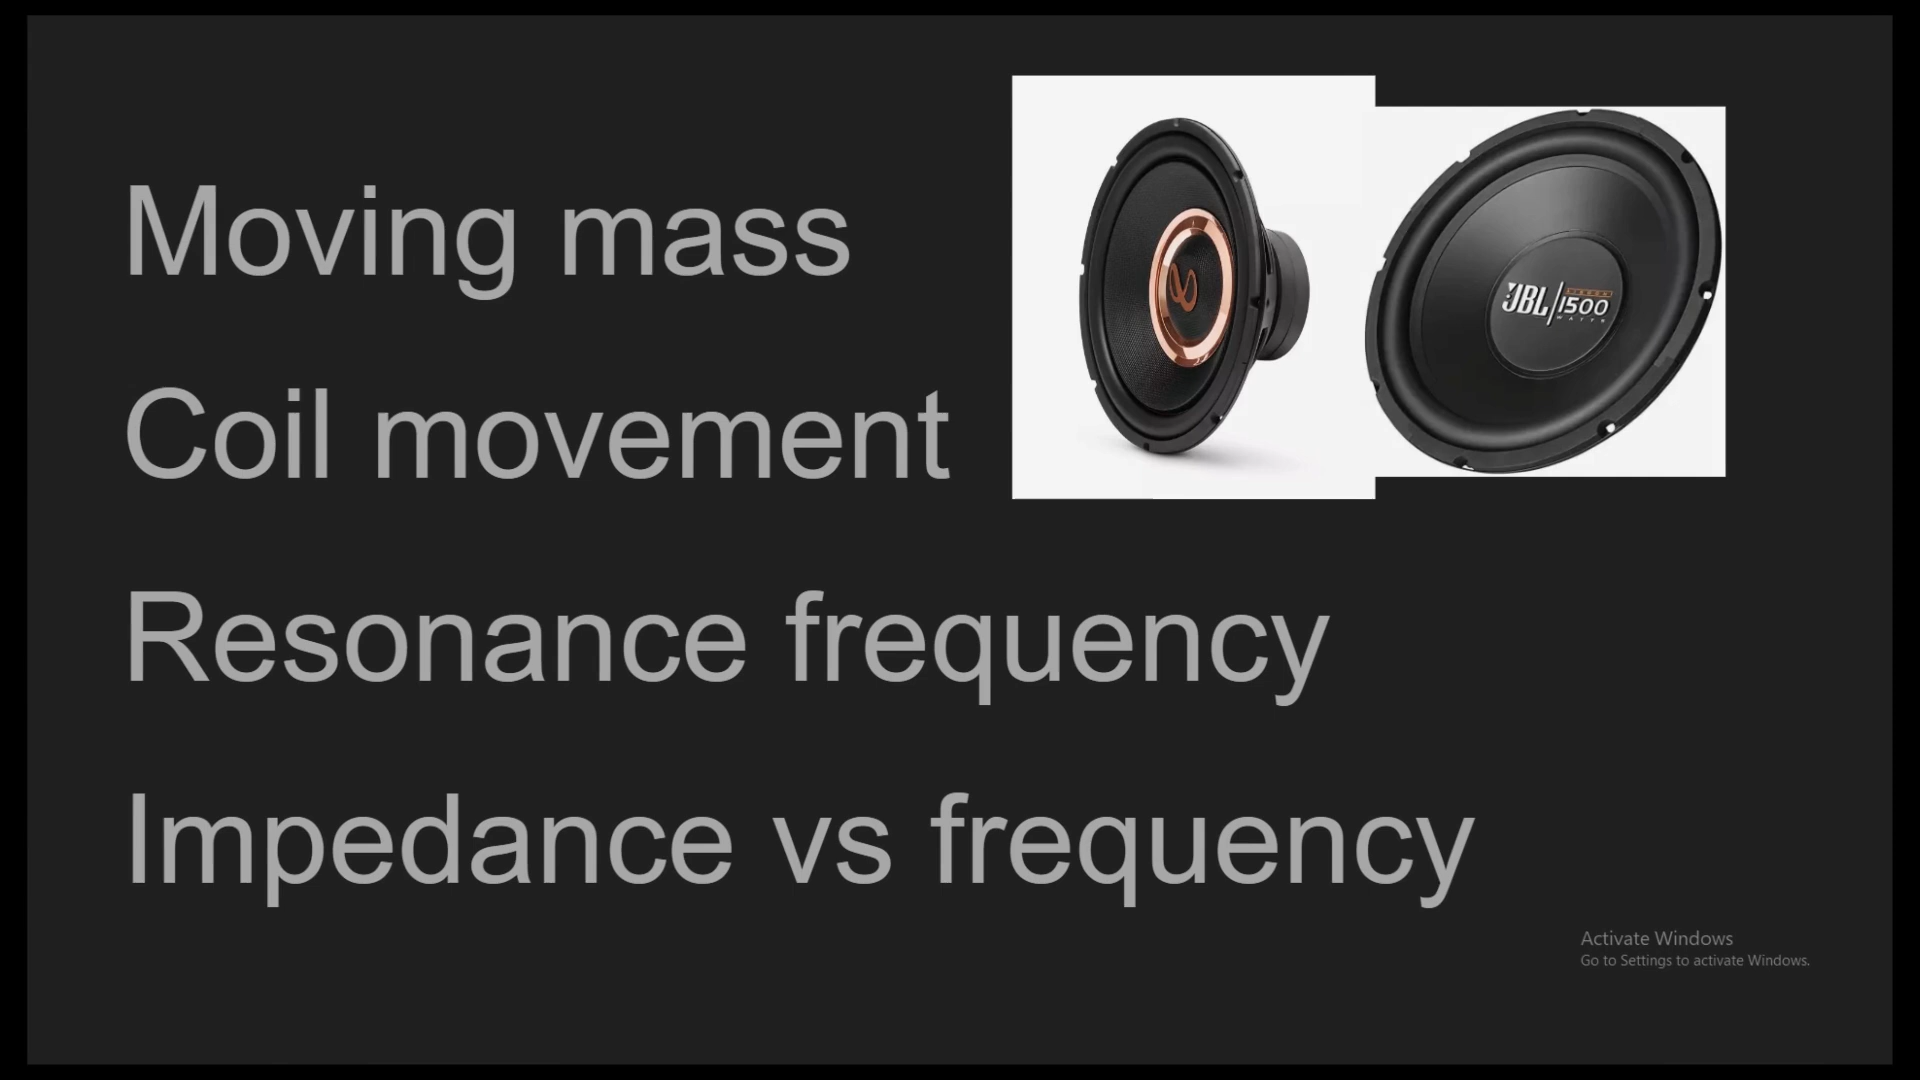 Moving mass
Coil movement
Resonance frequency
Impedance vs frequency
JBL
1500
WATTS
Activate Windows
Go to Settings to activate Windows.